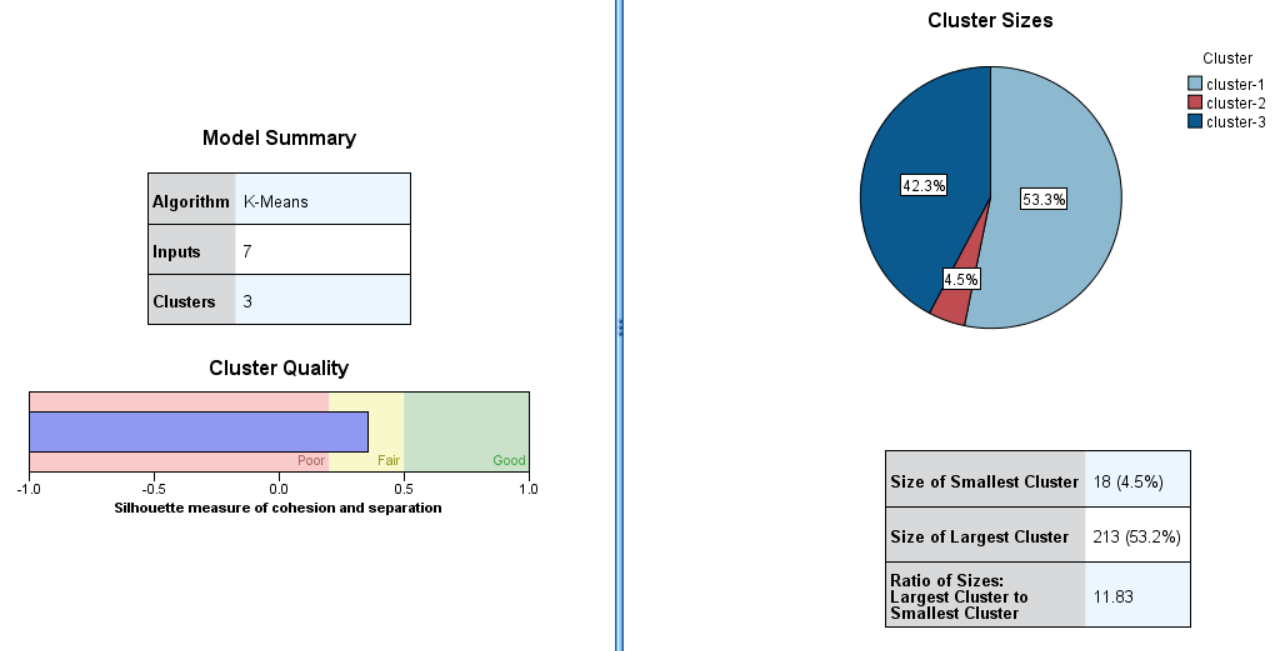 Model Summary
Algorithm K-Means
Inputs 7
Clusters 3
Cluster Quality
Poor Fair Good
-1.0 -0.5 0.0 0.5 1.0
Silhouette measure of cohesion and separation
Cluster Sizes
Cluster
cluster-1
cluster-2
cluster-3
42.3%
53.3%
4.5%
Size of Smallest Cluster 18 (4.5%)
Size of Largest Cluster 213 (53.2%)
Ratio of Sizes:
Largest Cluster to 11.83
Smallest Cluster